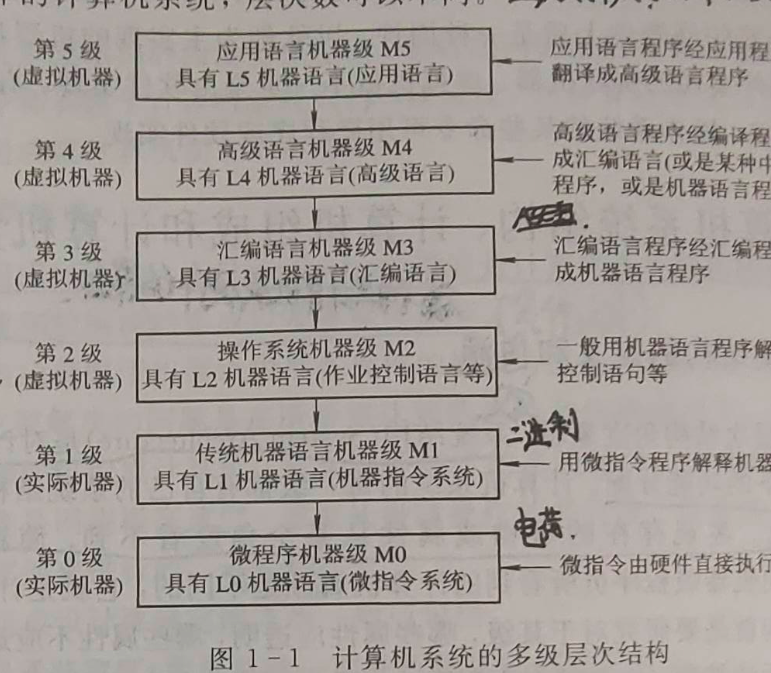 的计算机系统，层次数可以不同。
第 5 级
(虚拟机器)
应用语言机器级 M5
具有 L5 机器语言(应用语言)
应用语言程序经应用程
翻译成高级语言程序
第 4 级
(虚拟机器)
高级语言机器级 M4
具有 L4 机器语言(高级语言)
高级语言程序经编译程
成汇编语言(或是某种中
程序，或是机器语言程
第 3 级
(虚拟机器)
汇编语言机器级 M3
具有 L3 机器语言(汇编语言)
汇编语言程序经汇编程
成机器语言程序
第 2 级
(虚拟机器)
操作系统机器级 M2
具有 L2 机器语言(作业控制语言等)
一般用机器语言程序解
控制语句等
第 1 级
(实际机器)
传统机器语言机器级 M1
具有 L1 机器语言(机器指令系统)
二进制
用微指令程序解释机器
第 0 级
(实际机器)
微程序机器级 M0
具有 L0 机器语言(微指令系统)
电荷.
微指令由硬件直接执行
图 1-1 计算机系统的多级层次结构